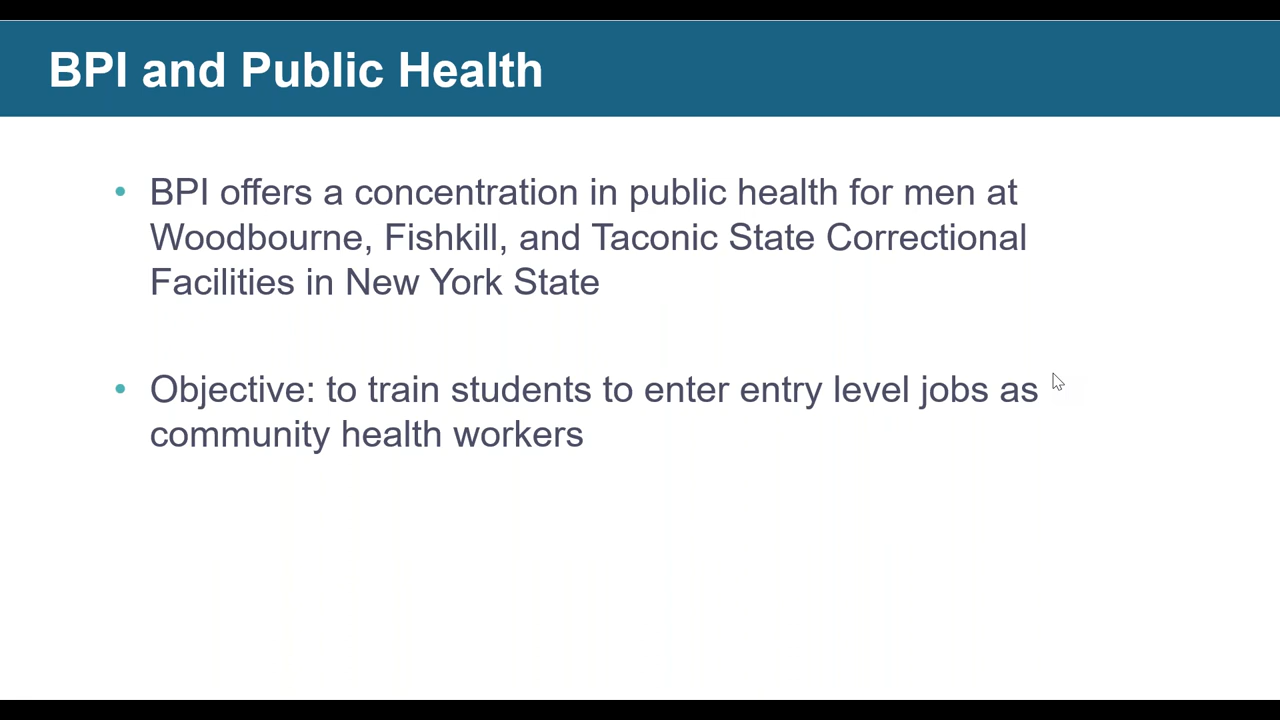 BPI and Public Health
• BPI offers a concentration in public health for men at
Woodbourne, Fishkill, and Taconic State Correctional
Facilities in New York State
• Objective: to train students to enter entry level jobs as
community health workers